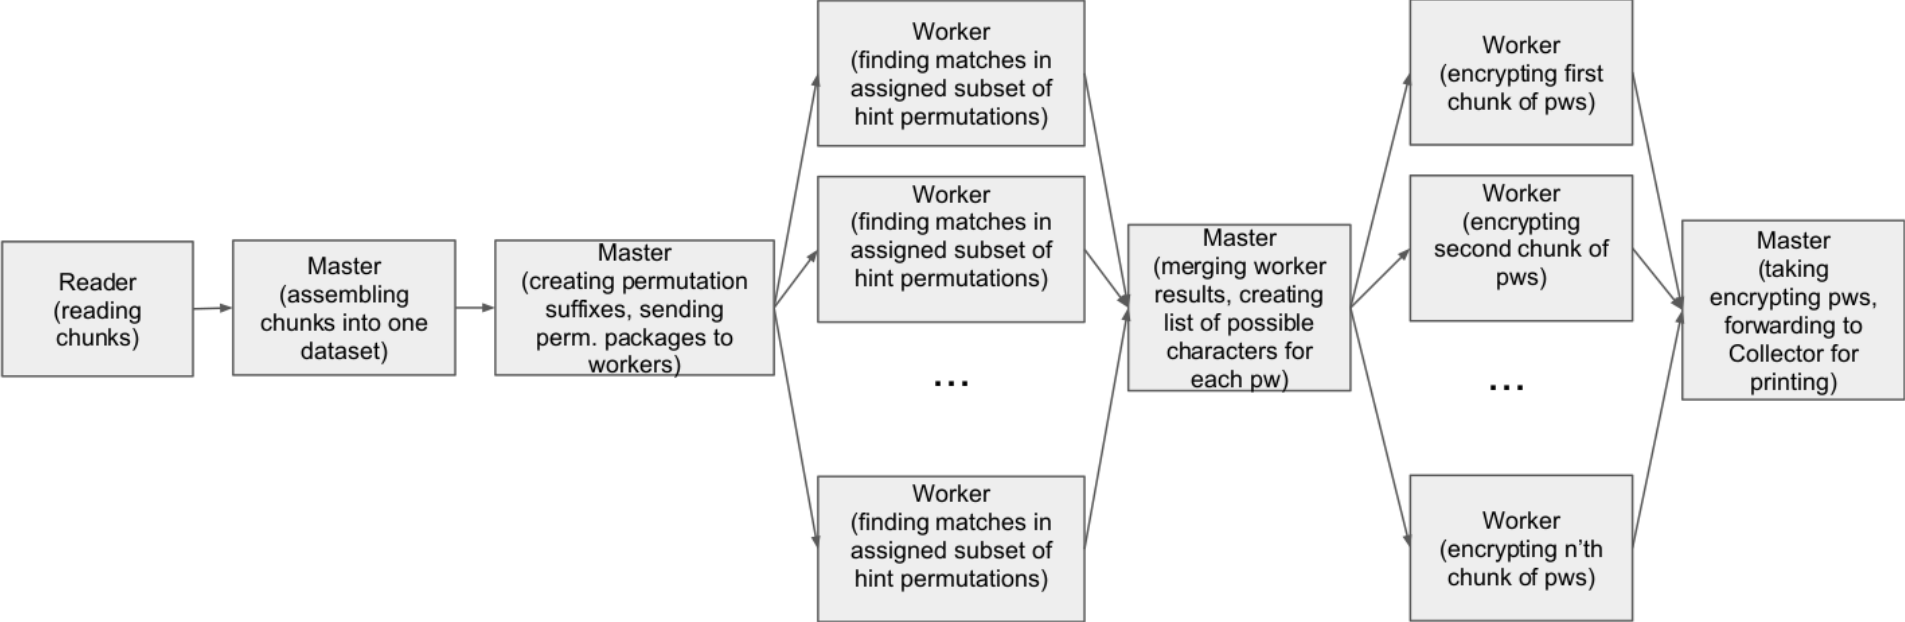 Reader
(reading
chunks)
Master
(assembling
chunks into one
dataset)
Master
(creating permutation
suffixes, sending
perm. packages to
workers)
Worker
(finding matches in
assigned subset of
hint permutations)
Worker
(finding matches in
assigned subset of
hint permutations)
...
Worker
(finding matches in
assigned subset of
hint permutations)
Master
(merging worker
results, creating
list of possible
characters for
each pw)
Worker
(encrypting first
chunk of pws)
Worker
(encrypting
second chunk of
pws)
...
Worker
(encrypting n’th
chunk of pws)
Master
(taking
encrypting pws,
forwarding to
Collector for
printing)